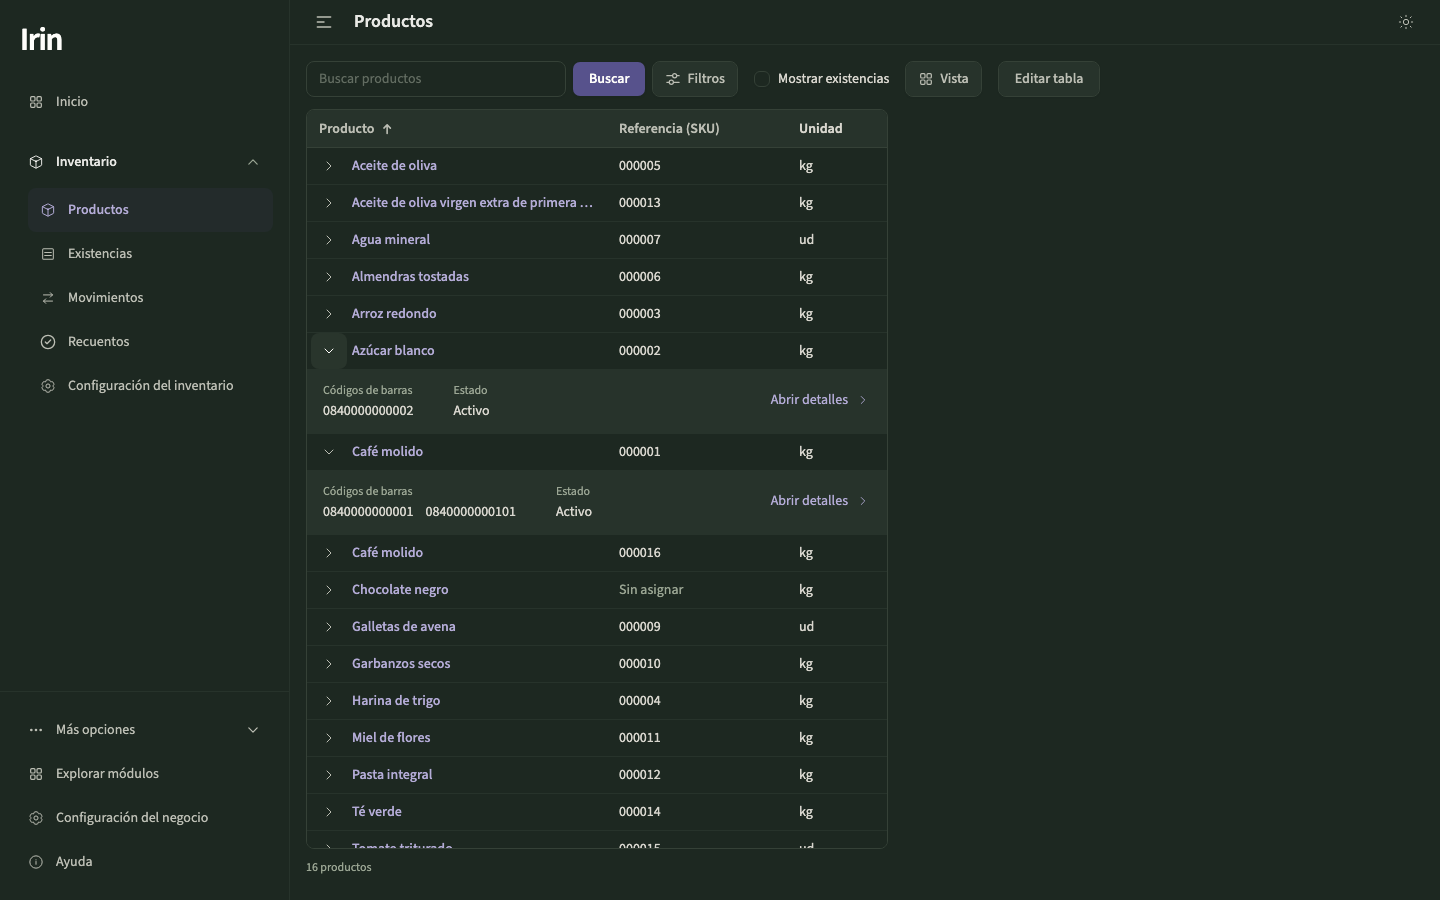 Irin
Inicio
Inventario
Productos
Existencias
Movimientos
Recuentos
Configuración del inventario
Más opciones
Explorar módulos
Configuración del negocio
Ayuda
Productos
Buscar productos
Buscar
Filtros
Mostrar existencias
Vista
Editar tabla
Producto Referencia (SKU) Unidad
Aceite de oliva 000005 kg
Aceite de oliva virgen extra de primera ... 000013 kg
Agua mineral 000007 ud
Almendras tostadas 000006 kg
Arroz redondo 000003 kg
Azúcar blanco 000002 kg
Códigos de barras Estado
0840000000002 Activo
Abrir detalles
Café molido 000001 kg
Códigos de barras Estado
0840000000001 0840000000101 Activo
Abrir detalles
Café molido 000016 kg
Chocolate negro Sin asignar kg
Galletas de avena 000009 ud
Garbanzos secos 000010 kg
Harina de trigo 000004 kg
Miel de flores 000011 kg
Pasta integral 000012 kg
Té verde 000014 kg
Tomate triturado 000015 ud
16 productos